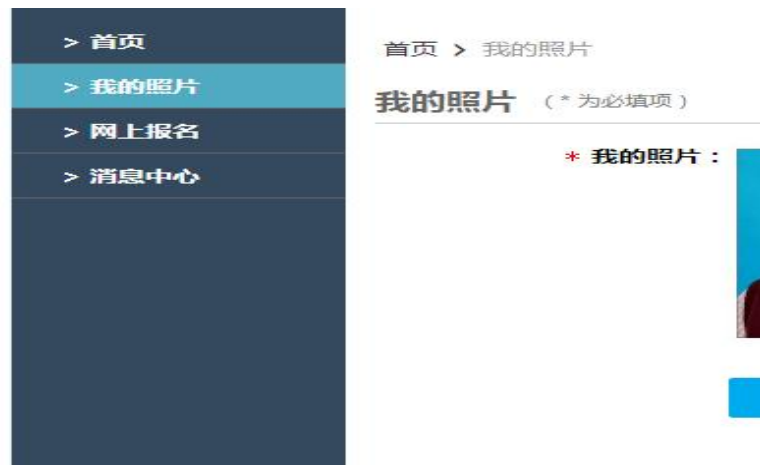 > 首页
> 我的照片
> 网上报名
> 消息中心
首页 > 我的照片
我的照片 (* 为必填项)
* 我的照片：